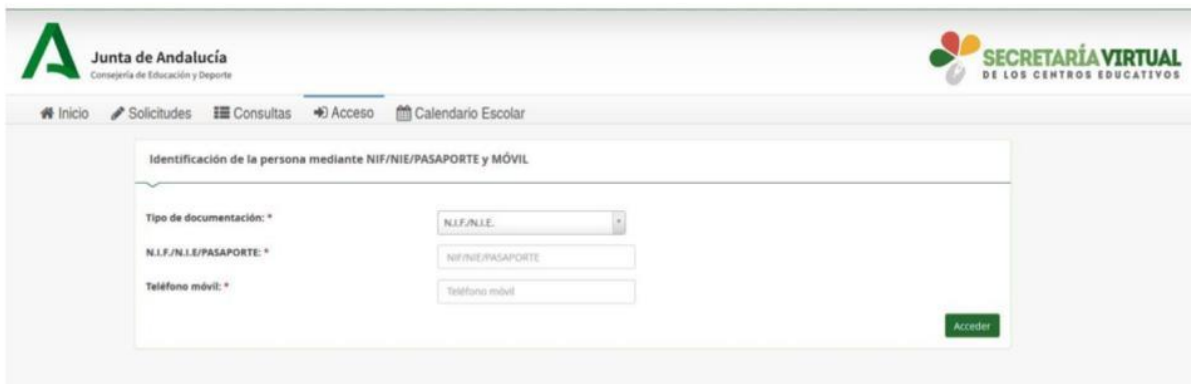 Junta de Andalucía
Consejería de Educación y Deporte
SECRETARÍA VIRTUAL
DE LOS CENTROS EDUCATIVOS
Inicio Solicitudes Consultas Acceso Calendario Escolar
Identificación de la persona mediante NIF/NIE/PASAPORTE y MÓVIL
Tipo de documentación: * N.I.F./N.I.E.
N.I.F./N.I.E/PASAPORTE: * NIF/NIE/PASAPORTE
Teléfono móvil: * Teléfono móvil
Acceder